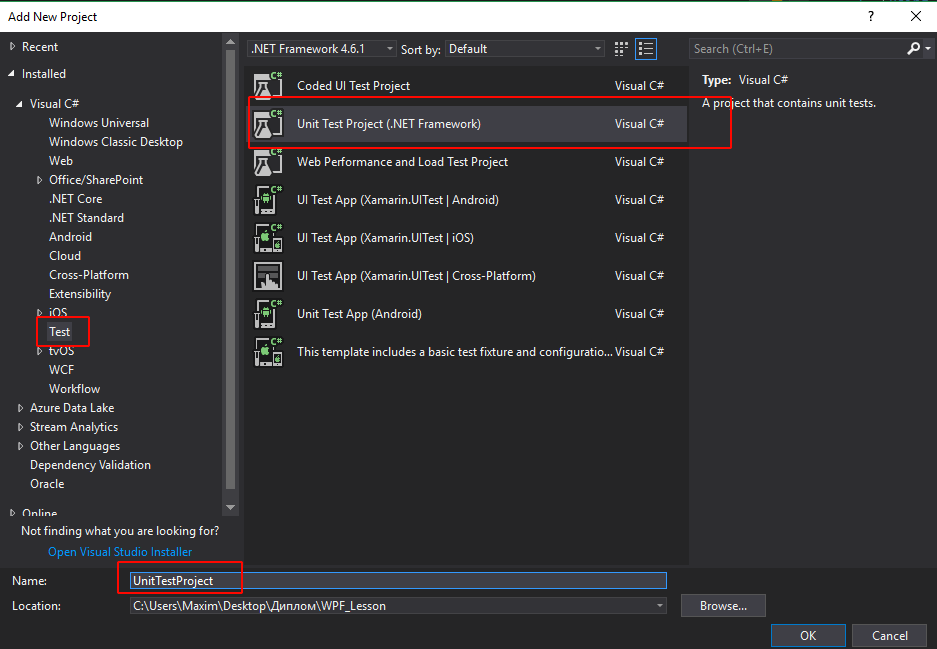 Add New Project
?
Recent
Installed
Visual C#
Windows Universal
Windows Classic Desktop
Web
Office/SharePoint
.NET Core
.NET Standard
Android
Cloud
Cross-Platform
Extensibility
iOS
Test
tvOS
WCF
Workflow
Azure Data Lake
Stream Analytics
Other Languages
Dependency Validation
Oracle
Online
Not finding what you are looking for?
Open Visual Studio Installer
.NET Framework 4.6.1 Sort by: Default
Coded UI Test Project Visual C#
Unit Test Project (.NET Framework) Visual C#
Web Performance and Load Test Project Visual C#
UI Test App (Xamarin.UITest | Android) Visual C#
UI Test App (Xamarin.UITest | iOS) Visual C#
UI Test App (Xamarin.UITest | Cross-Platform) Visual C#
Unit Test App (Android) Visual C#
This template includes a basic test fixture and configuratio... Visual C#
Search (Ctrl+E)
Type: Visual C#
A project that contains unit tests.
Name: UnitTestProject
Location: C:\Users\Maxim\Desktop\Диплом\WPF_Lesson
Browse...
OK Cancel